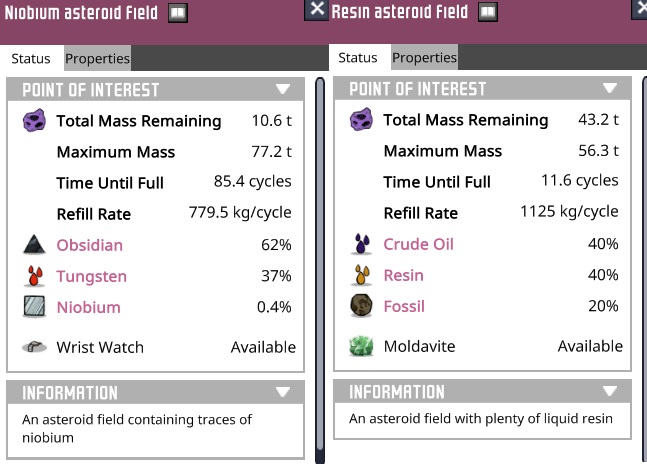 Niobium asteroid Field
Status
Properties
POINT OF INTEREST
Total Mass Remaining 10.6 t
Maximum Mass 77.2 t
Time Until Full 85.4 cycles
Refill Rate 779.5 kg/cycle
Obsidian 62%
Tungsten 37%
Niobium 0.4%
Wrist Watch Available
INFORMATION
An asteroid field containing traces of
niobium
Resin asteroid Field
Status
Properties
POINT OF INTEREST
Total Mass Remaining 43.2 t
Maximum Mass 56.3 t
Time Until Full 11.6 cycles
Refill Rate 1125 kg/cycle
Crude Oil 40%
Resin 40%
Fossil 20%
Moldavite Available
INFORMATION
An asteroid field with plenty of liquid resin